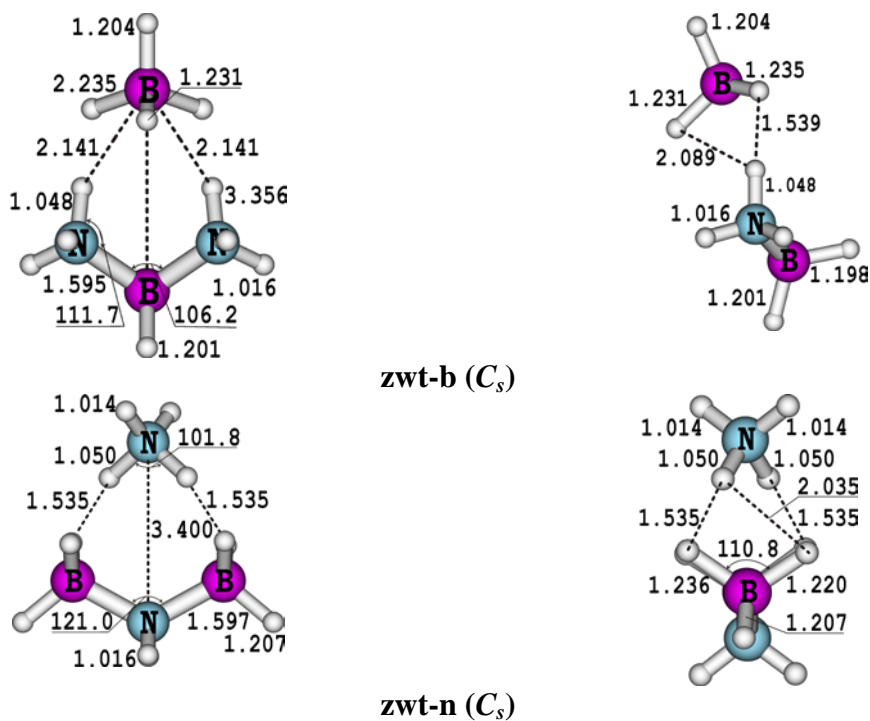 1.204
2.235
B
1.231
2.141
2.141
1.048
3.356
N
N
1.595
B
1.016
111.7
106.2
1.201
1.204
B
1.235
1.231
1.539
2.089
1.048
1.016
N
B
1.198
1.201
zwt-b (Cs)
1.014
N
101.8
1.050
1.535
1.535
3.400
B
B
121.0
N
1.597
1.016
1.207
1.014
N
1.014
1.050
1.050
2.035
1.535
1.535
110.8
1.236
B
1.220
1.207
zwt-n (Cs)